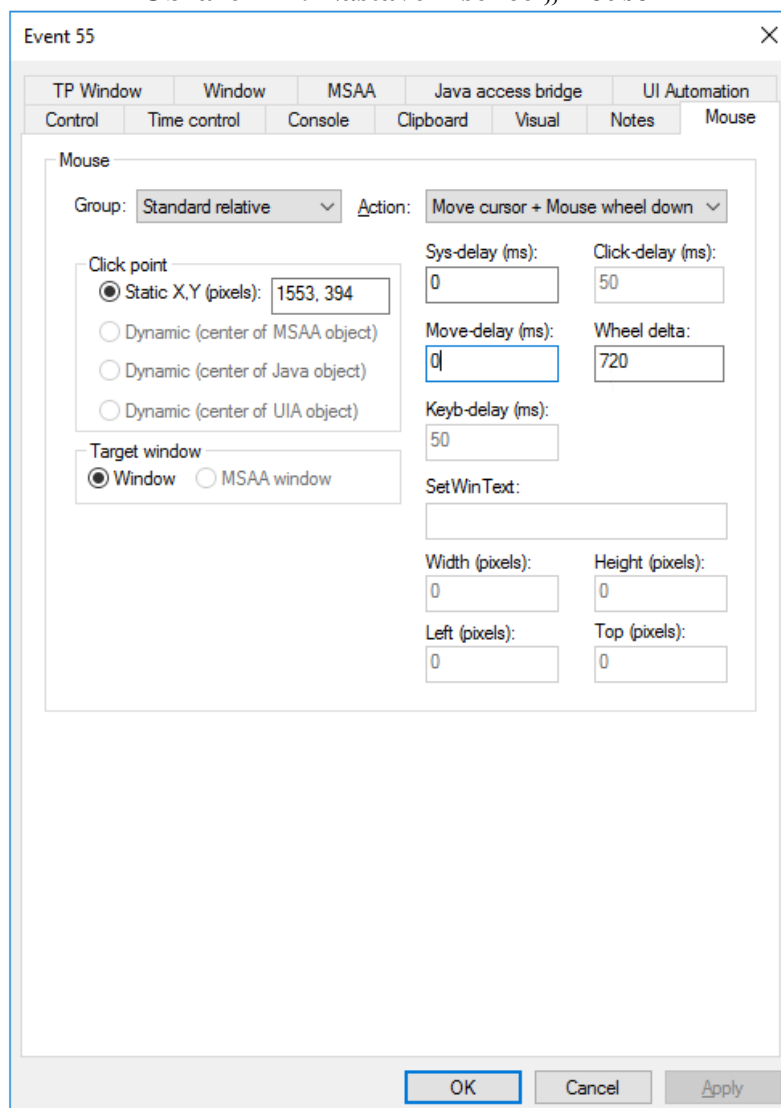 Event 55
TP Window Window MSAA Java access bridge UI Automation
Control Time control Console Clipboard Visual Notes Mouse
Mouse
Group: Standard relative Action: Move cursor + Mouse wheel down
Click point
Static X,Y (pixels): 1553, 394
Dynamic (center of MSAA object)
Dynamic (center of Java object)
Dynamic (center of UIA object)
Target window
Window MSAA window
Sys-delay (ms): Click-delay (ms):
0 50
Move-delay (ms): Wheel delta:
0 720
Keyb-delay (ms):
50
SetWinText:
Width (pixels): Height (pixels):
0 0
Left (pixels): Top (pixels):
0 0
OK Cancel Apply